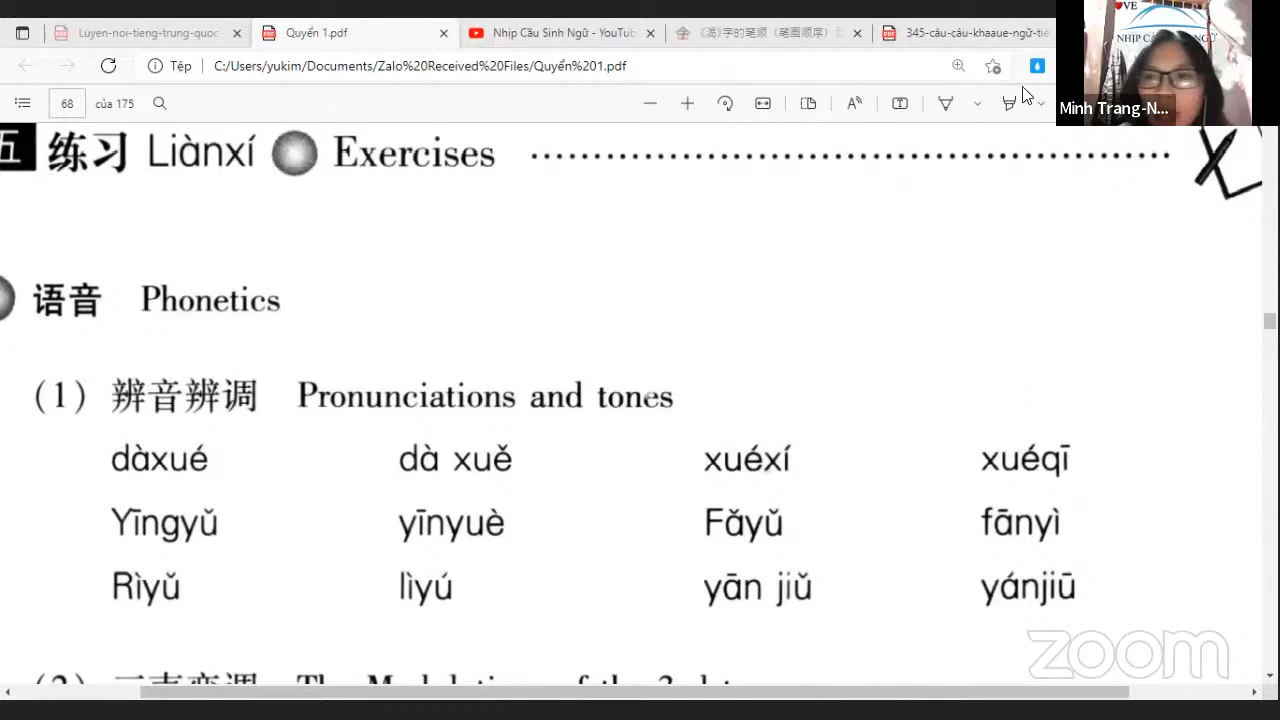 Luyen-noi-tieng-trung-quoc
Quyển 1.pdf
Nhịp Cầu Sinh Ngữ - YouTub
345-câu-câu-khaaue-ngữ-tiế
VE
NHỊP C
Tệp
C:/Users/yukim/Documents/Zalo%20Received%20Files/Quyển%201.pdf
68
của 175
Minh Trang-N...
五 练习 Liànxí Exercises
语音 Phonetics
(1) 辨音辨调 Pronunciations and tones
dàxué dà xuě xuéxí xuéqī
Yīngyǔ yīnyuè Fǎyǔ fānyì
Rìyǔ lìyú yān jiǔ yánjiū
zoom